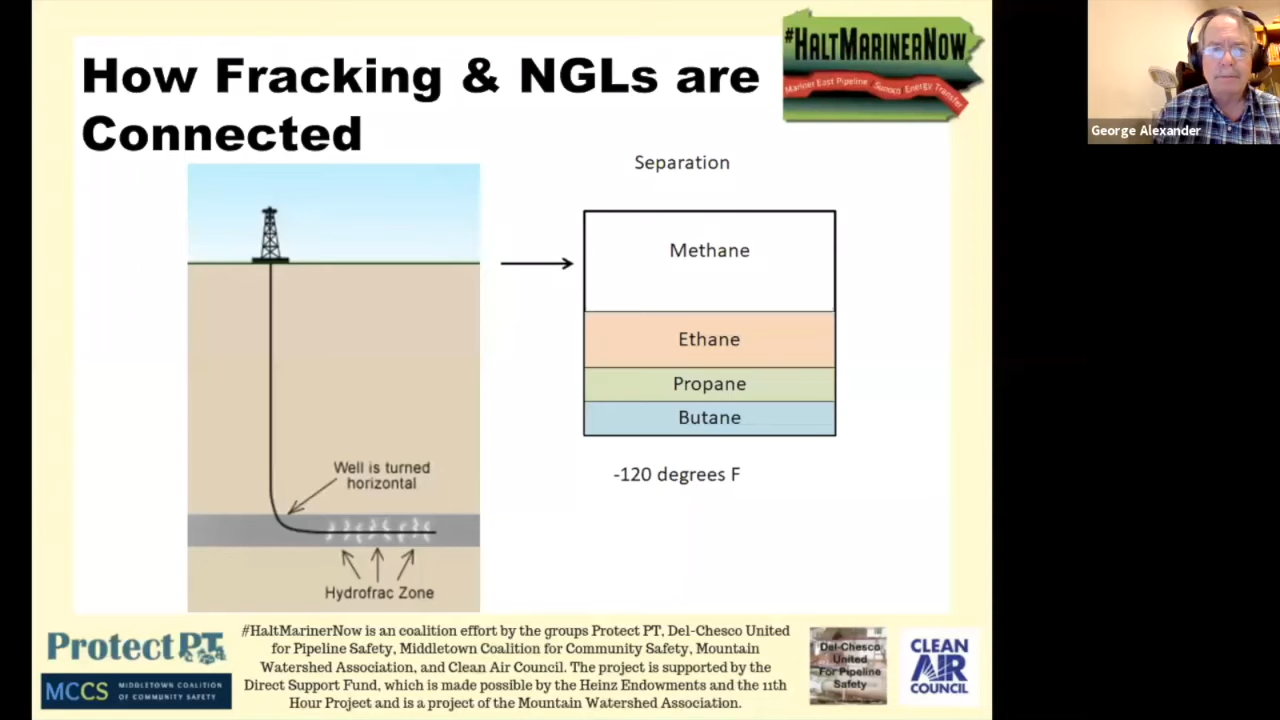 How Fracking & NGLs are
Connected
#HALTMARINERNOW
Mariner East Pipeline Sunoco Energy Transfer
George Alexander
Separation
Methane
Ethane
Propane
Butane
-120 degrees F
Well is turned
horizontal
Hydrofrac Zone
Protect PT
MCCS MIDDLETOWN COALITION
OF COMMUNITY SAFETY
#HaltMarinerNow is an coalition effort by the groups Protect PT, Del-Chesco United
for Pipeline Safety, Middletown Coalition for Community Safety, Mountain
Watershed Association, and Clean Air Council. The project is supported by the
Direct Support Fund, which is made possible by the Heinz Endowments and the 11th
Hour Project and is a project of the Mountain Watershed Association.
Del-Chesco
United
For Pipeline
Safety
CLEAN
AIR
COUNCIL